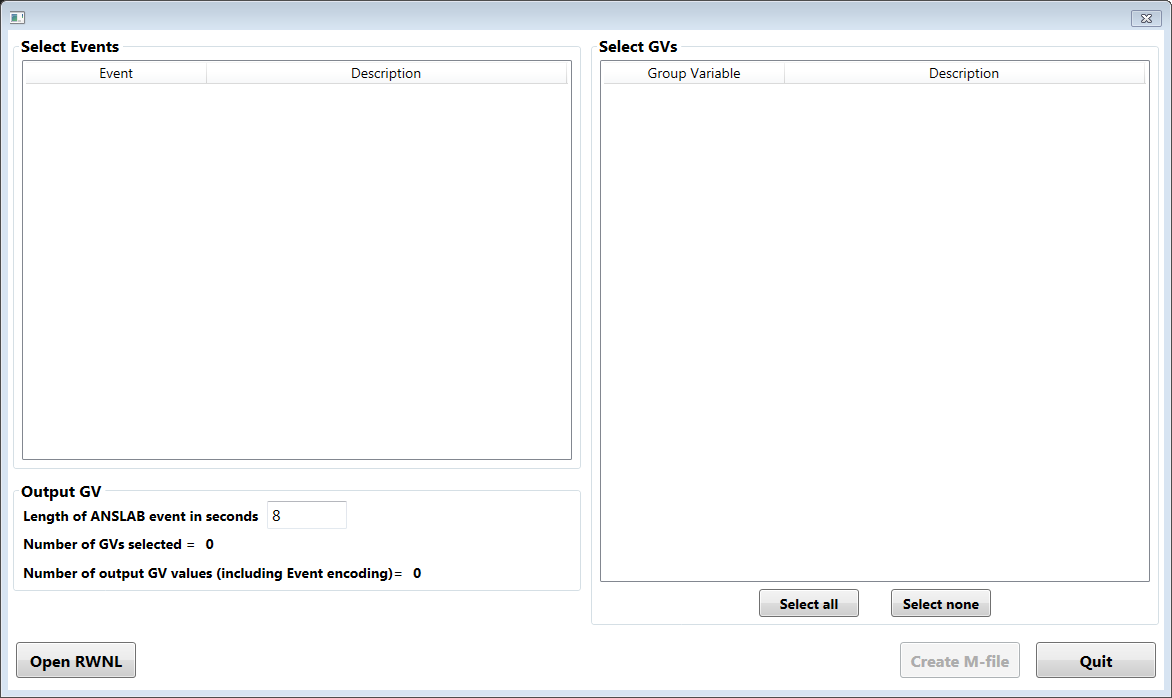 Select Events
Event Description
Select GVs
Group Variable Description
Output GV
Length of ANSLAB event in seconds 8
Number of GVs selected = 0
Number of output GV values (including Event encoding)= 0
Select all Select none
Open RWNL
Create M-file Quit